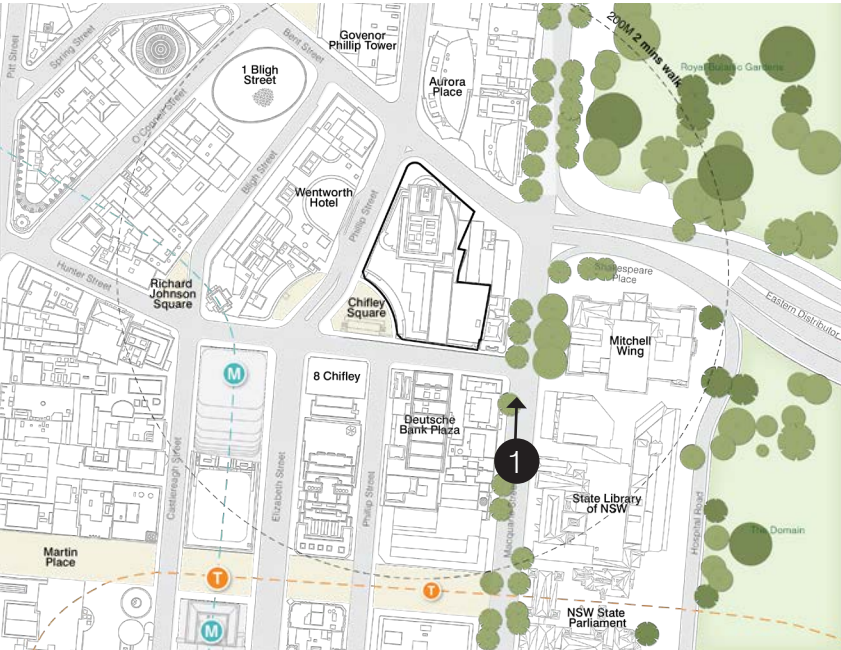 Pitt Street
Spring Street
Bent Street
Govenor
Phillip Tower
200M 2 mins walk
Royal Botanic Gardens
1 Bligh
Street
Aurora
Place
O'Connell Street
Bligh Street
Wentworth
Hotel
Phillip Street
Hunter Street
Richard
Johnson
Square
Chifley
Square
Shakespeare
Place
Eastern Distributor
Mitchell
Wing
M
8 Chifley
Deutsche
Bank Plaza
1
Castlereagh Street
Elizabeth Street
Phillip Street
Macquarie Street
State Library
of NSW
Hospital Road
The Domain
Martin
Place
T
T
M
NSW State
Parliament